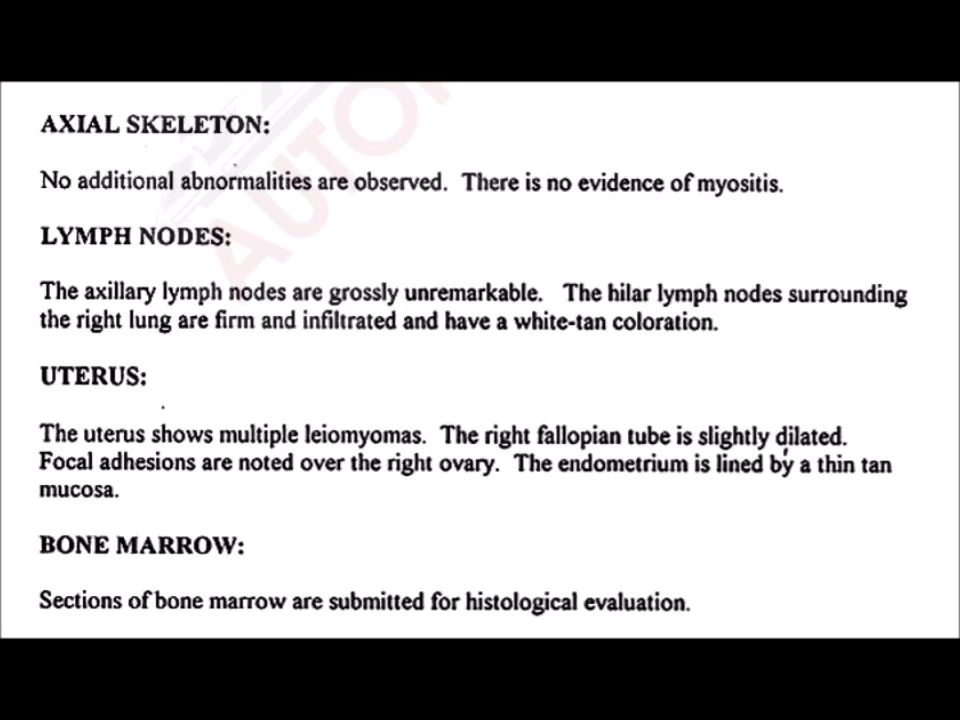 AUTO
AXIAL SKELETON:
No additional abnormalities are observed. There is no evidence of myositis.
LYMPH NODES:
The axillary lymph nodes are grossly unremarkable. The hilar lymph nodes surrounding
the right lung are firm and infiltrated and have a white-tan coloration.
UTERUS:
The uterus shows multiple leiomyomas. The right fallopian tube is slightly dilated.
Focal adhesions are noted over the right ovary. The endometrium is lined by a thin tan
mucosa.
BONE MARROW:
Sections of bone marrow are submitted for histological evaluation.